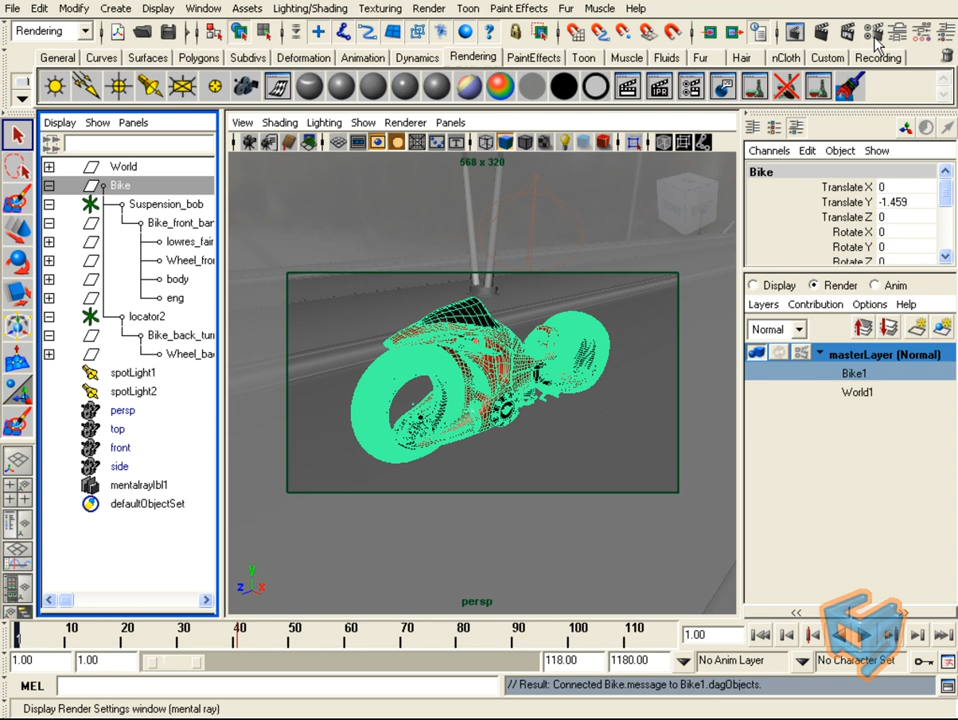 File Edit Modify Create Display Window Assets Lighting/Shading Texturing Render Toon Paint Effects Fur Muscle Help
Rendering
General Curves Surfaces Polygons Subdivs Deformation Animation Dynamics Rendering PaintEffects Toon Muscle Fluids Fur Hair nCloth Custom Recording
Display Show Panels
View Shading Lighting Show Renderer Panels
Channels Edit Object Show
World
Bike
Suspension_bob
Bike_front_ban
lowres_fair
Wheel_fror
body
eng
locator2
Bike_back_turn
Wheel_ba
spotLight1
spotLight2
persp
top
front
side
mentalrayIbl1
defaultObjectSet
568 x 320
persp
Y
Z X
Bike
Translate X 0
Translate Y -1.459
Translate Z 0
Rotate X 0
Rotate Y 0
Rotate Z 0
Display Render Anim
Layers Contribution Options Help
Normal
masterLayer (Normal)
Bike1
World1
10 20 30 40 50 60 70 80 90 100 110
1.00
1.00 1.00 118.00 1180.00 No Anim Layer No Character Set
MEL // Result: Connected Bike.message to Bike1.dagObjects.
Display Render Settings window (mental ray)